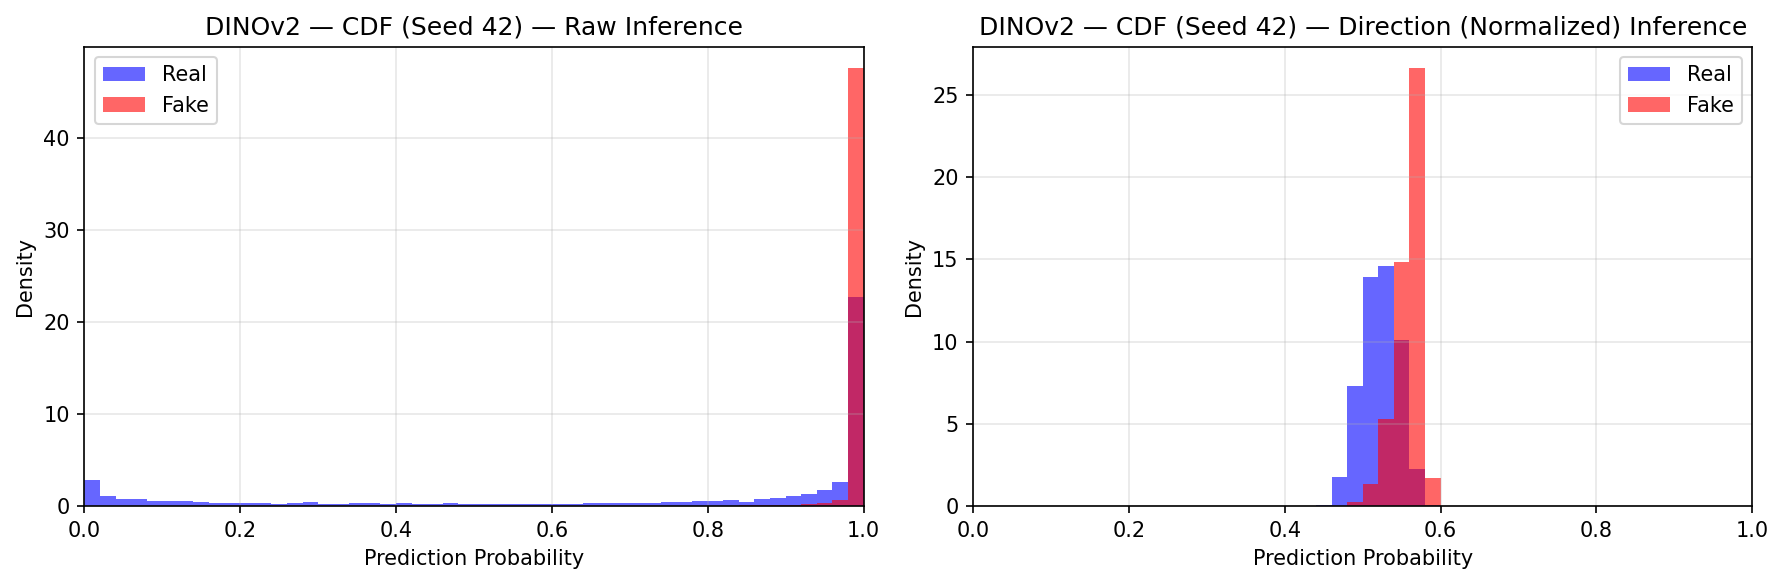 DINOv2 — CDF (Seed 42) — Raw Inference
Real
Fake
Density
40
30
20
10
0
0.0 0.2 0.4 0.6 0.8 1.0
Prediction Probability
DINOv2 — CDF (Seed 42) — Direction (Normalized) Inference
Real
Fake
Density
25
20
15
10
5
0
0.0 0.2 0.4 0.6 0.8 1.0
Prediction Probability